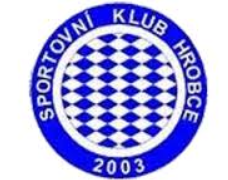 SPORTOVNÍ KLUB HROBCE
2003